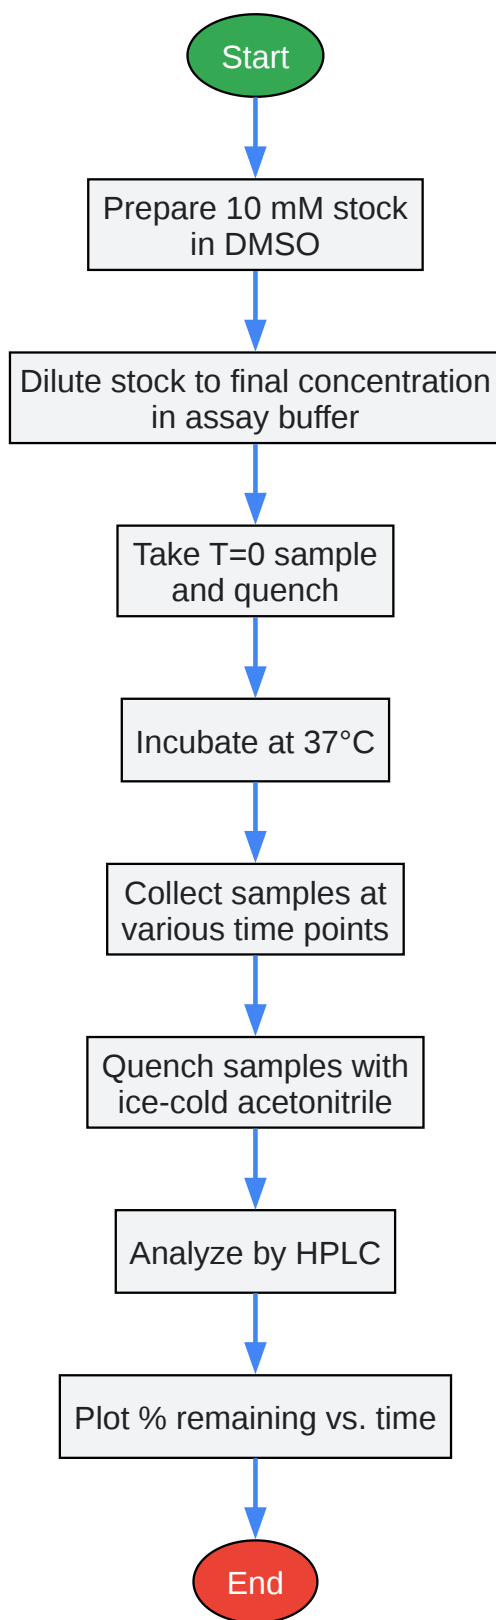 Start
Prepare 10 mM stock
in DMSO
Dilute stock to final concentration
in assay buffer
Take T=0 sample
and quench
Incubate at 37°C
Collect samples at
various time points
Quench samples with
ice-cold acetonitrile
Analyze by HPLC
Plot % remaining vs. time
End